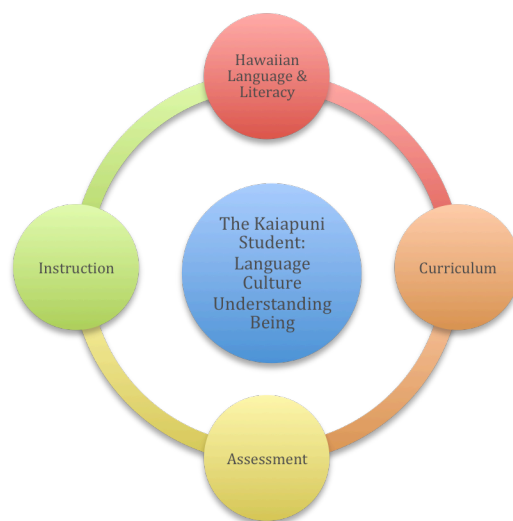 Hawaiian
Language &
Literacy
The Kaiapuni
Student:
Language
Culture
Understanding
Being
Instruction
Curriculum
Assessment